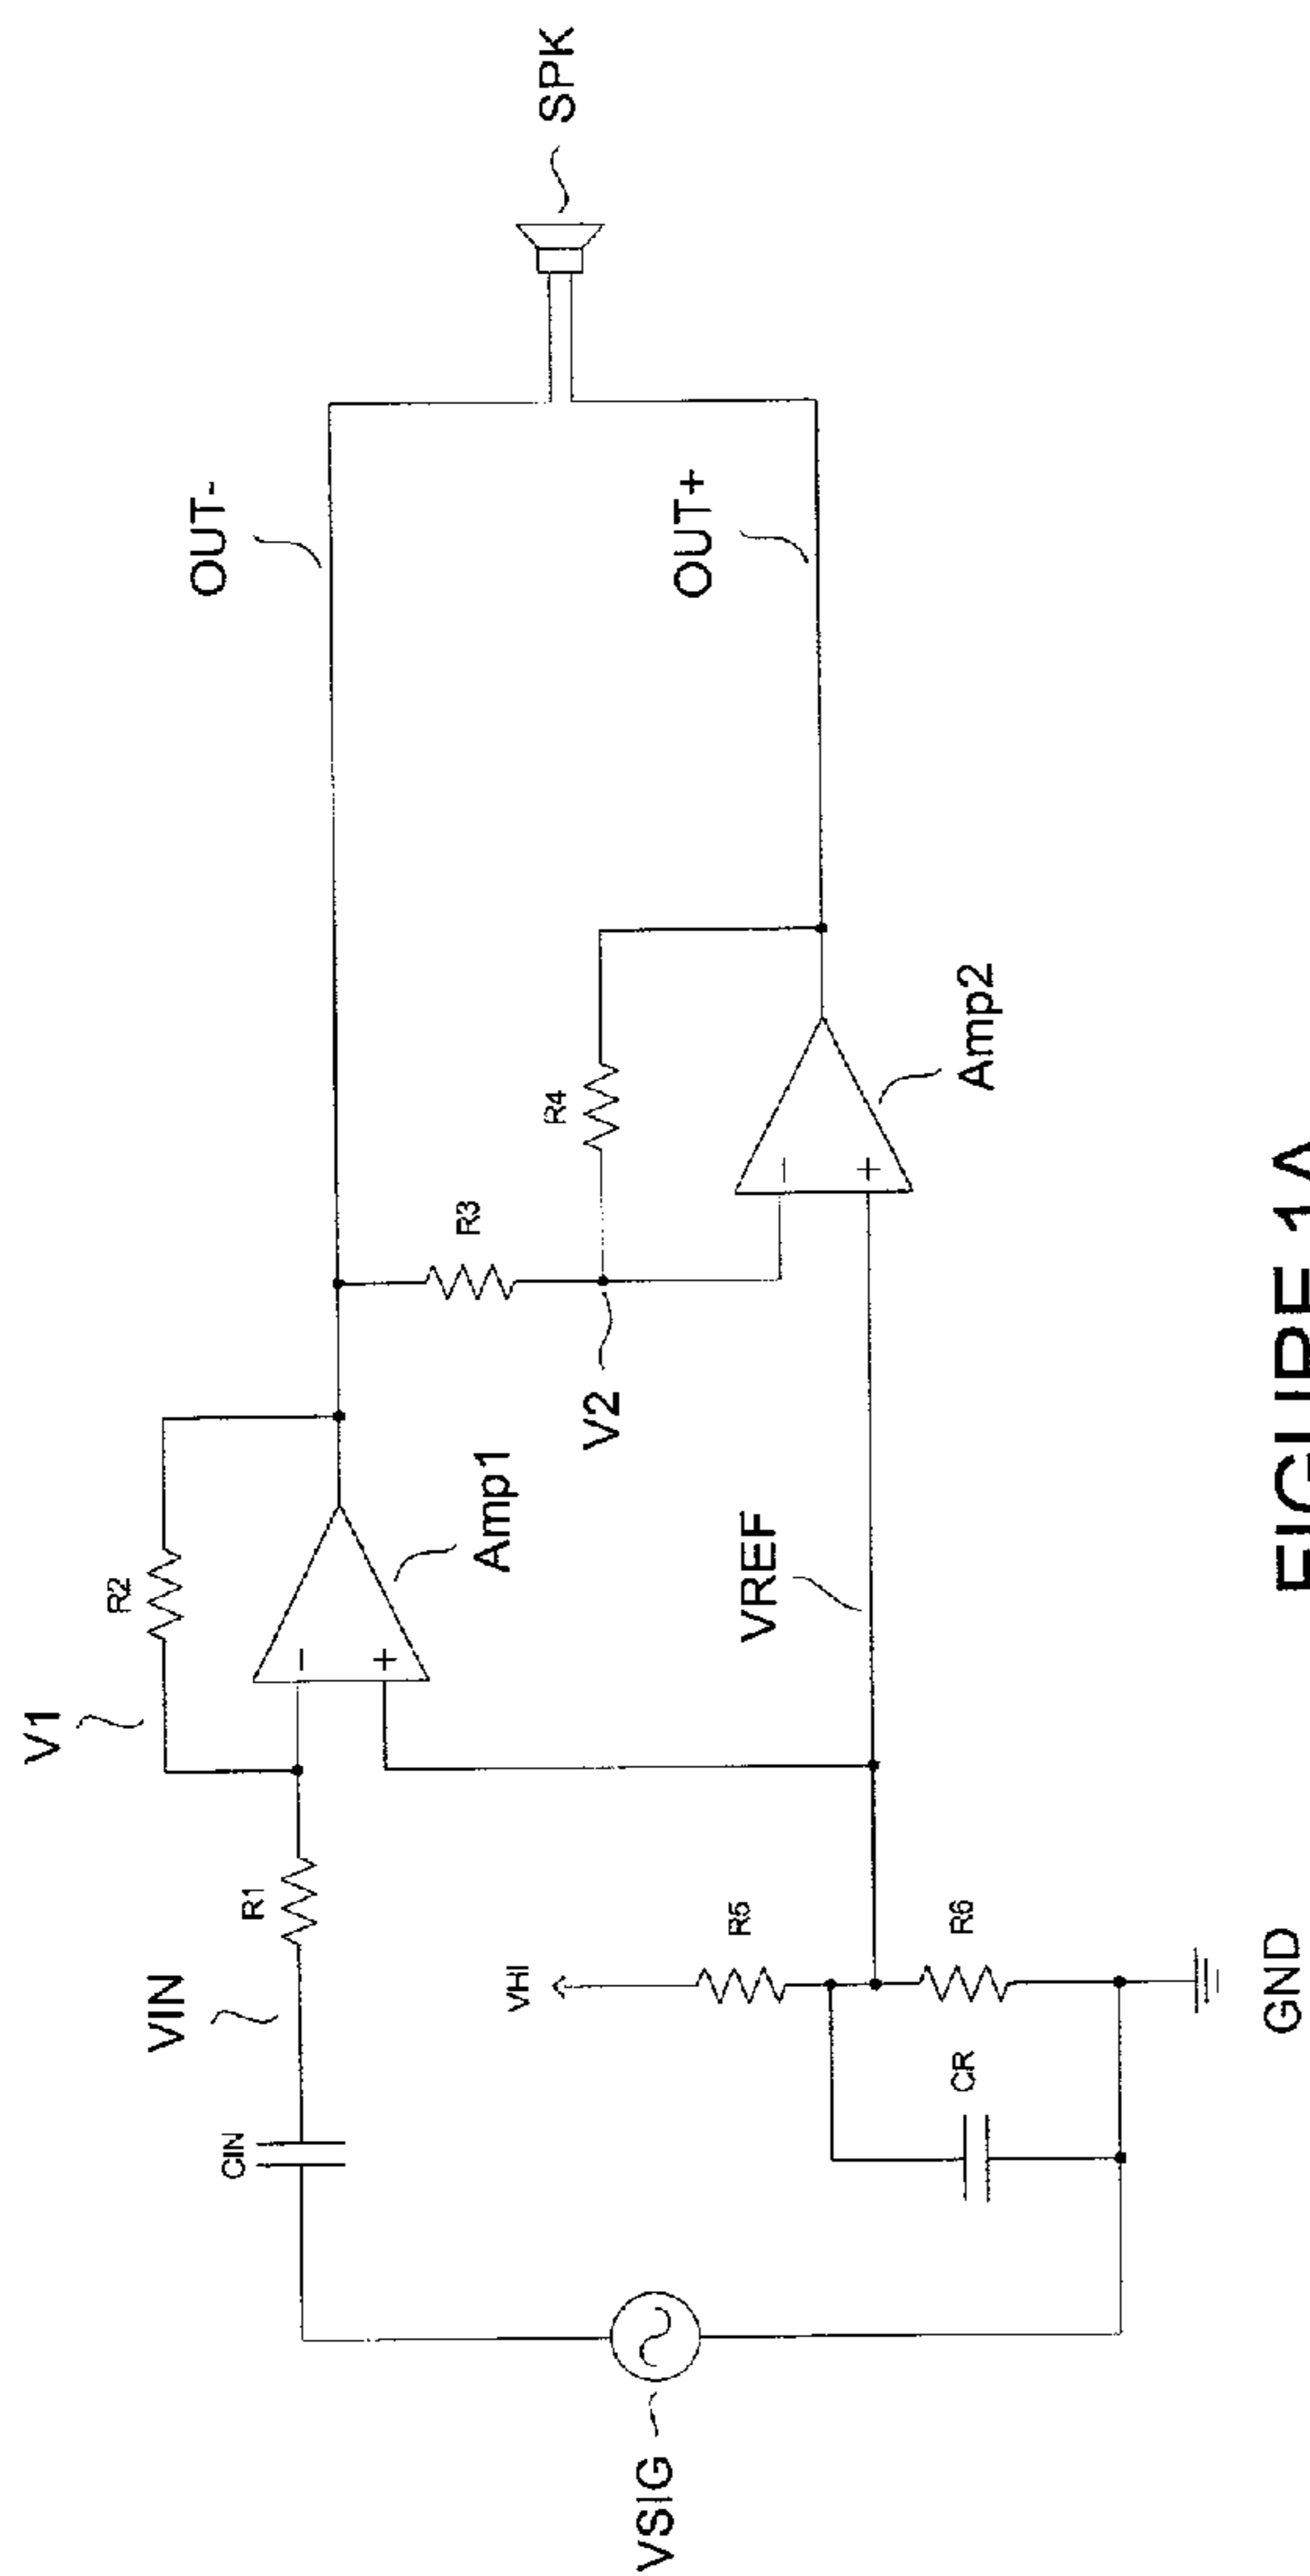 V1
R2
VIN
R1
CIN
Amp1
OUT-
SPK
R3
V2
R4
OUT+
Amp2
VREF
VHI
R5
R6
CR
VSIG
GND
FIGURE 1A